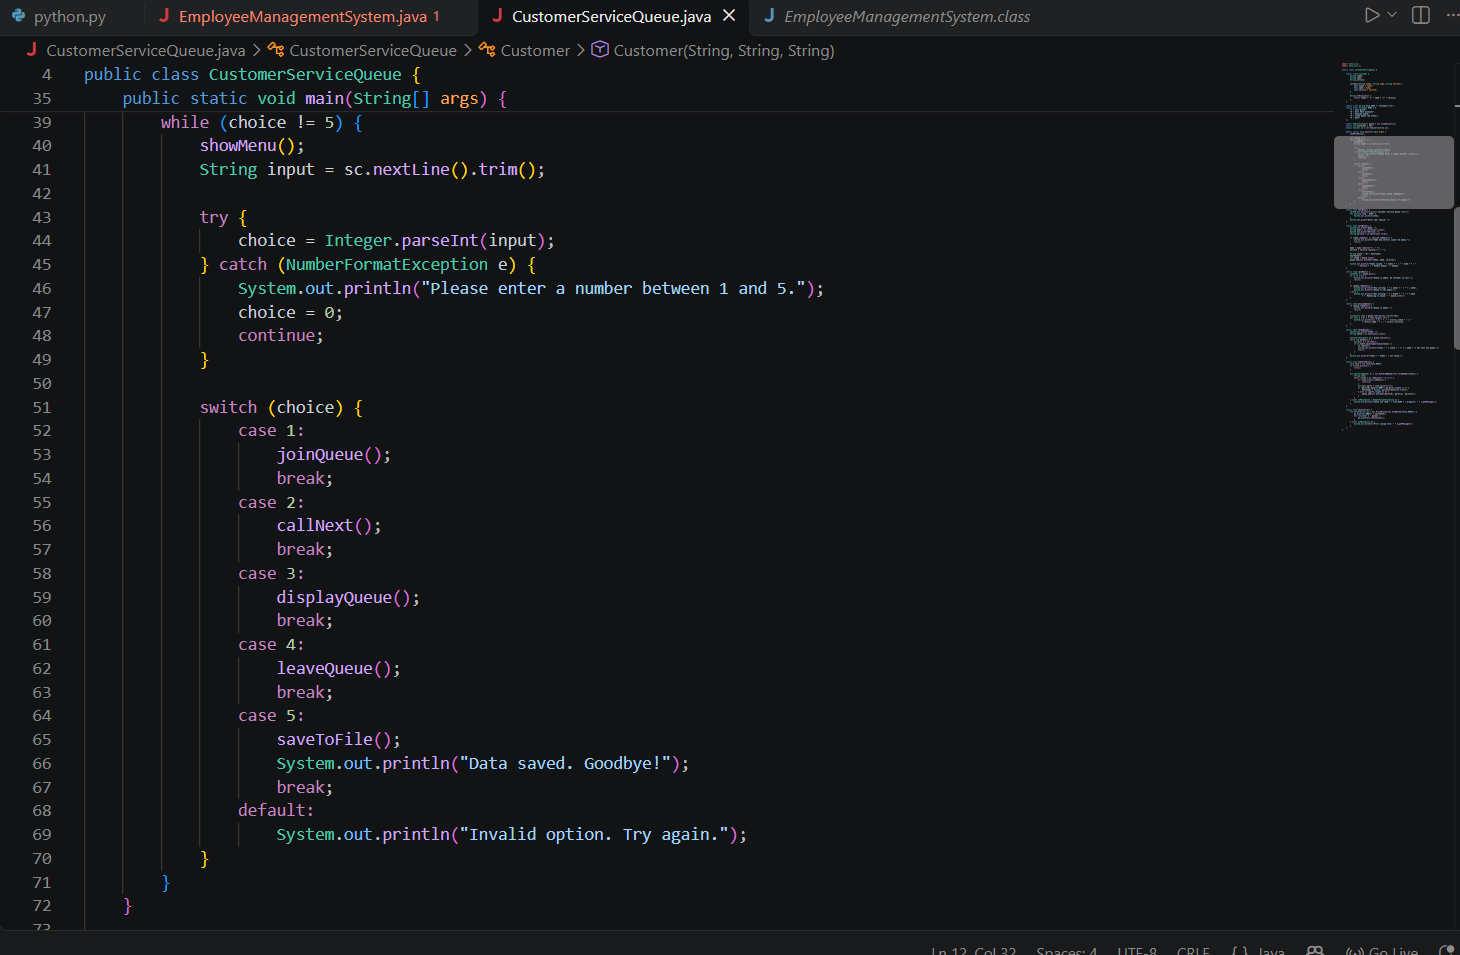 python.py
J EmployeeManagementSystem.java 1
J CustomerServiceQueue.java
J EmployeeManagementSystem.class
J CustomerServiceQueue.java > CustomerServiceQueue > Customer > Customer(String, String, String)
4 public class CustomerServiceQueue {
35 public static void main(String[] args) {
39 while (choice != 5) {
40 showMenu();
41 String input = sc.nextLine().trim();
42
43 try {
44 choice = Integer.parseInt(input);
45 } catch (NumberFormatException e) {
46 System.out.println("Please enter a number between 1 and 5.");
47 choice = 0;
48 continue;
49 }
50
51 switch (choice) {
52 case 1:
53 joinQueue();
54 break;
55 case 2:
56 callNext();
57 break;
58 case 3:
59 displayQueue();
60 break;
61 case 4:
62 leaveQueue();
63 break;
64 case 5:
65 saveToFile();
66 System.out.println("Data saved. Goodbye!");
67 break;
68 default:
69 System.out.println("Invalid option. Try again.");
70 }
71 }
72 }
73
Ln 12, Col 32 Spaces: 4 UTF-8 CRLF { } Java Go Live